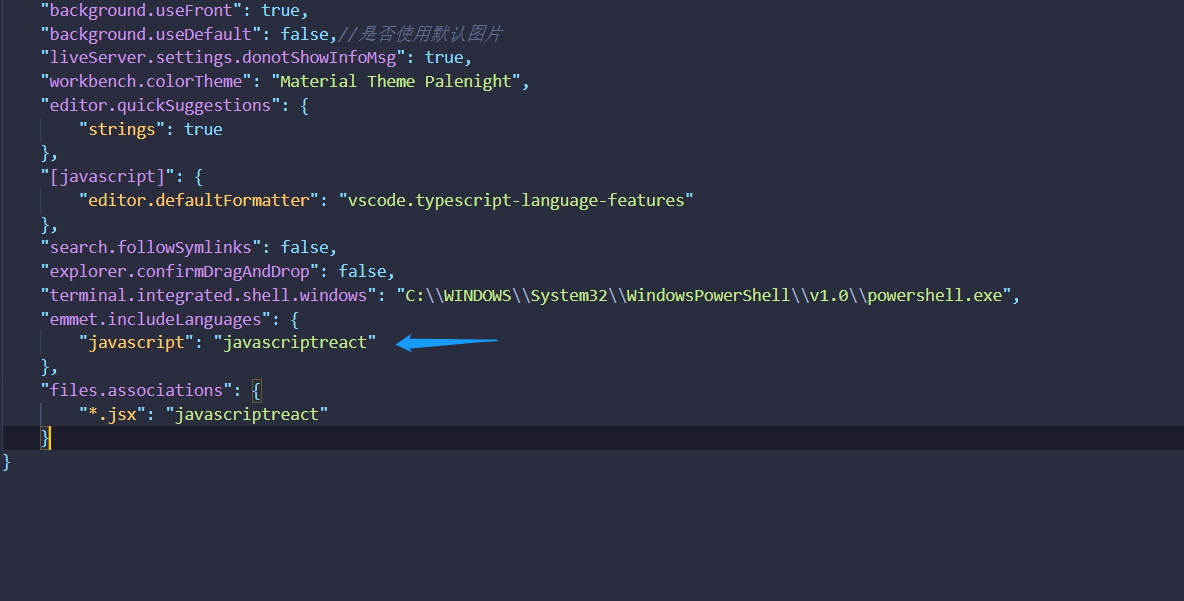 "background.useFront": true,
"background.useDefault": false,//是否使用默认图片
"liveServer.settings.donotShowInfoMsg": true,
"workbench.colorTheme": "Material Theme Palenight",
"editor.quickSuggestions": {
"strings": true
},
"[javascript]": {
"editor.defaultFormatter": "vscode.typescript-language-features"
},
"search.followSymlinks": false,
"explorer.confirmDragAndDrop": false,
"terminal.integrated.shell.windows": "C:\\WINDOWS\\System32\\WindowsPowerShell\\v1.0\\powershell.exe",
"emmet.includeLanguages": {
"javascript": "javascriptreact"
},
"files.associations": {
"*.jsx": "javascriptreact"
}
}